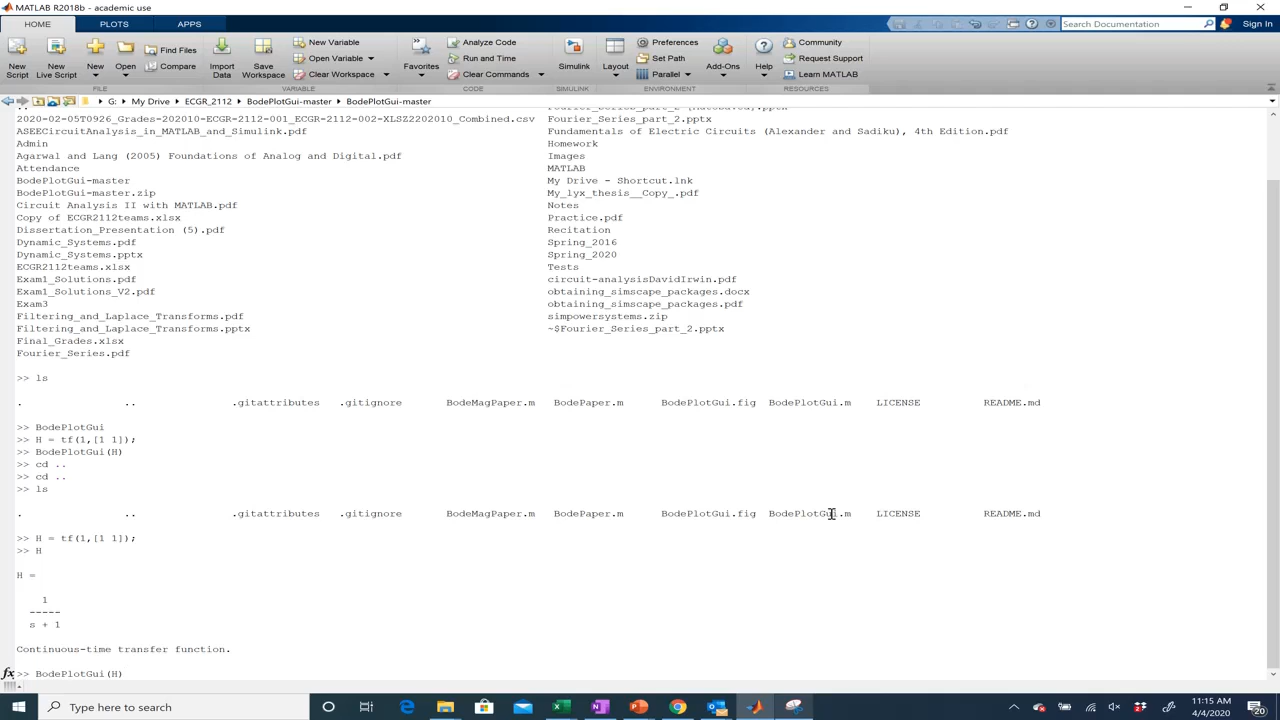 MATLAB R2018b - academic use
HOME PLOTS APPS Search Documentation Sign In
New Script New Live Script New Open Find Files Compare Import Data Save Workspace New Variable Open Variable Clear Workspace Favorites Analyze Code Run and Time Clear Commands Simulink Layout Preferences Set Path Parallel Add-Ons Help Community Request Support Learn MATLAB
FILE VARIABLE CODE SIMULINK ENVIRONMENT RESOURCES
G: My Drive ECGR_2112 BodePlotGui-master BodePlotGui-master
2020-02-05T0926_Grades-202010-ECGR-2112-001_ECGR-2112-002-XLSZ2202010_Combined.csv Fourier_Series_part_2.pptx
ASEECircuitAnalysis_in_MATLAB_and_Simulink.pdf Fundamentals of Electric Circuits (Alexander and Sadiku), 4th Edition.pdf
Admin Homework
Agarwal and Lang (2005) Foundations of Analog and Digital.pdf Images
Attendance MATLAB
BodePlotGui-master My Drive - Shortcut.lnk
BodePlotGui-master.zip My_lyx_thesis__Copy_.pdf
Circuit Analysis II with MATLAB.pdf Notes
Copy of ECGR2112teams.xlsx Practice.pdf
Dissertation_Presentation (5).pdf Recitation
Dynamic_Systems.pdf Spring_2016
Dynamic_Systems.pptx Spring_2020
ECGR2112teams.xlsx Tests
Exam1_Solutions.pdf circuit-analysisDavidIrwin.pdf
Exam1_Solutions_V2.pdf obtaining_simscape_packages.docx
Exam3 obtaining_simscape_packages.pdf
Filtering_and_Laplace_Transforms.pdf simpowersystems.zip
Filtering_and_Laplace_Transforms.pptx ~$Fourier_Series_part_2.pptx
Final_Grades.xlsx
Fourier_Series.pdf
>> ls
. .. .gitattributes .gitignore BodeMagPaper.m BodePaper.m BodePlotGui.fig BodePlotGui.m LICENSE README.md
>> BodePlotGui
>> H = tf(1,[1 1]);
>> BodePlotGui(H)
>> cd ..
>> cd ..
>> ls
. .. .gitattributes .gitignore BodeMagPaper.m BodePaper.m BodePlotGui.fig BodePlotGui.m LICENSE README.md
>> H = tf(1,[1 1]);
>> H
H =
1
-----
s + 1
Continuous-time transfer function.
fx >> BodePlotGui(H)
Type here to search
11:15 AM
4/4/2020
20